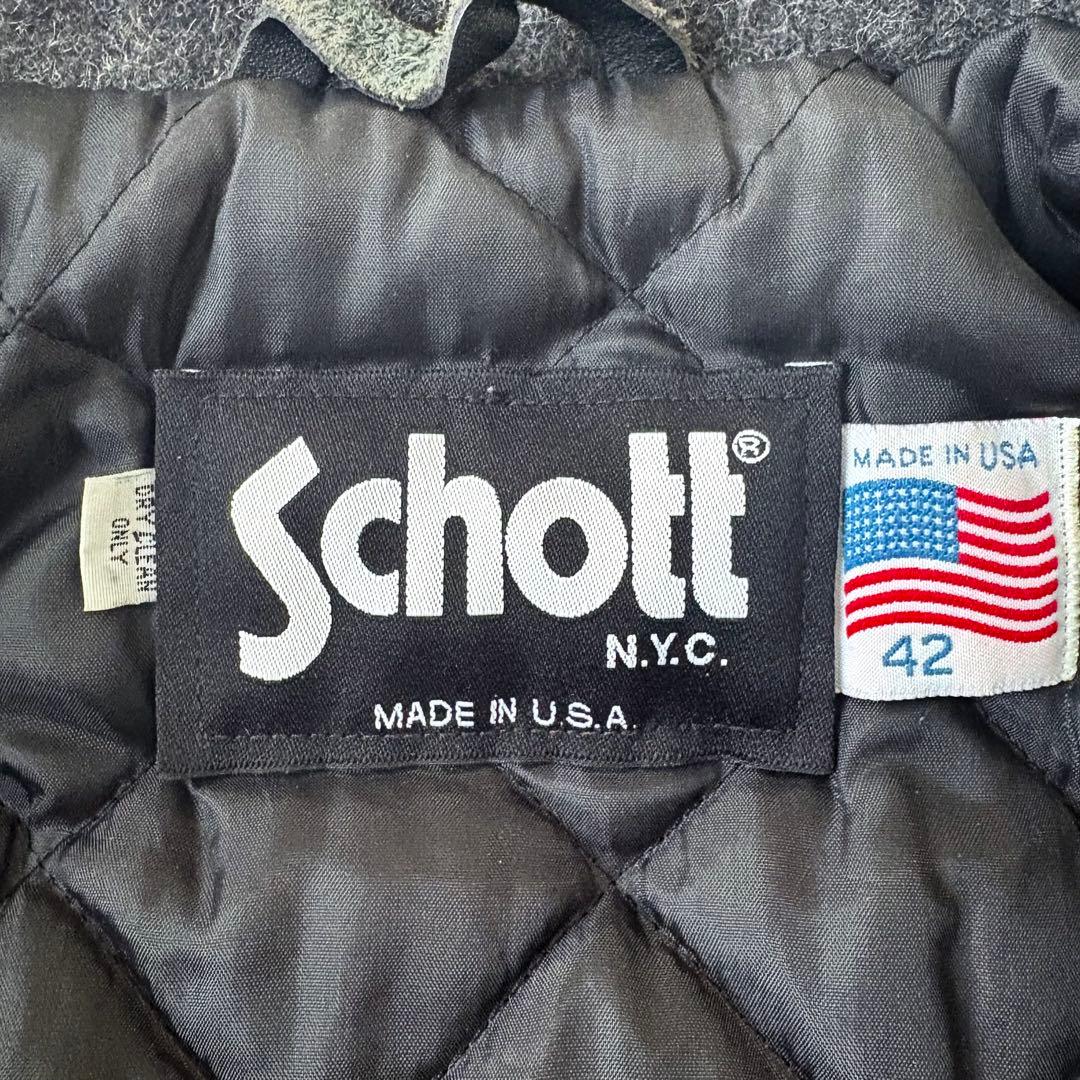 Schott®
N.Y.C.
MADE IN U.S.A.
MADE IN USA
42
DRY CLEAN
ONLY